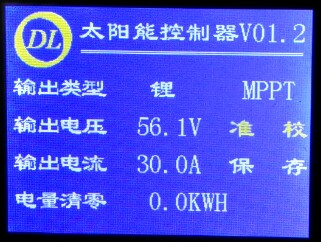 DL 太阳能控制器V01.2
输出类型 锂 MPPT
输出电压 56.1V 准 校
输出电流 30.0A 保 存
电量清零 0.0KWH